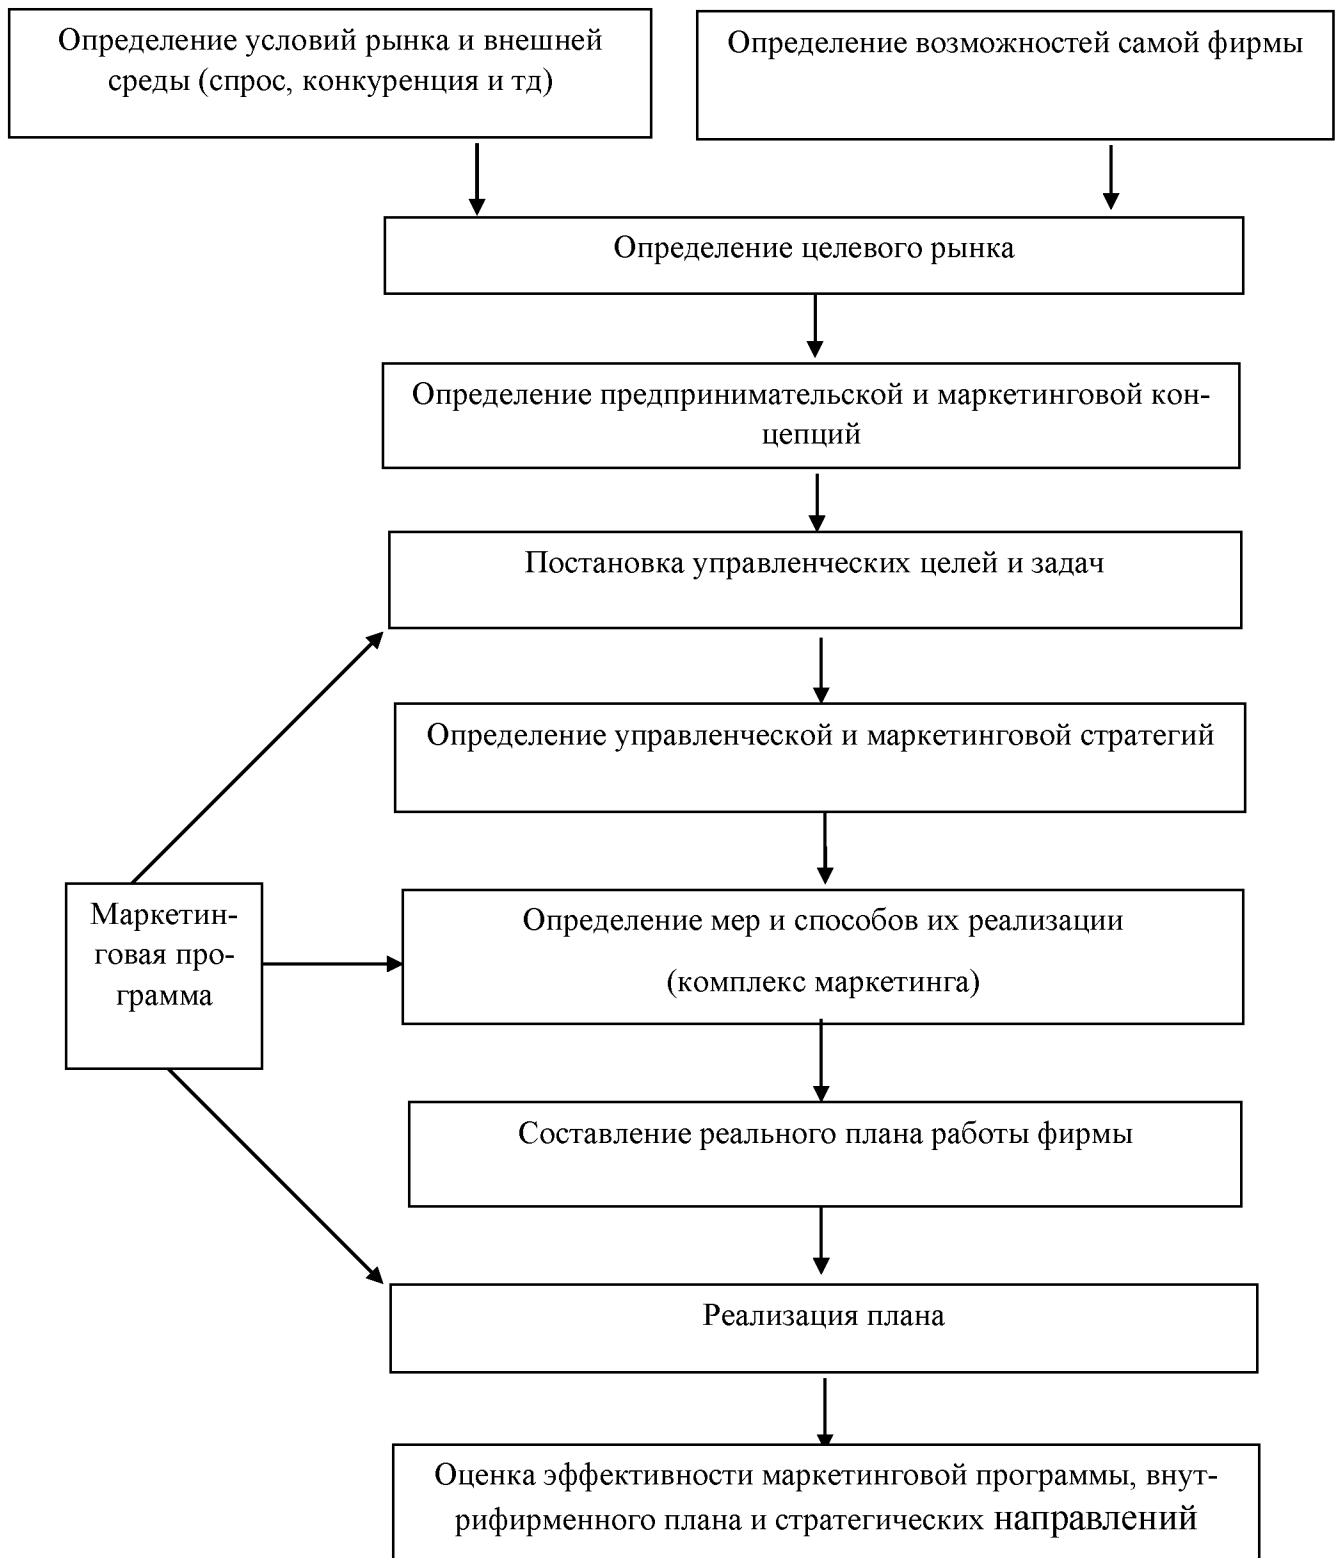 Определение условий рынка и внешней
среды (спрос, конкуренция и тд)
Определение возможностей самой фирмы
Определение целевого рынка
Определение предпринимательской и маркетинговой кон-
цепций
Постановка управленческих целей и задач
Определение управленческой и маркетинговой стратегий
Маркетин-
говая про-
грамма
Определение мер и способов их реализации
(комплекс маркетинга)
Составление реального плана работы фирмы
Реализация плана
Оценка эффективности маркетинговой программы, внут-
рифирменного плана и стратегических направлений